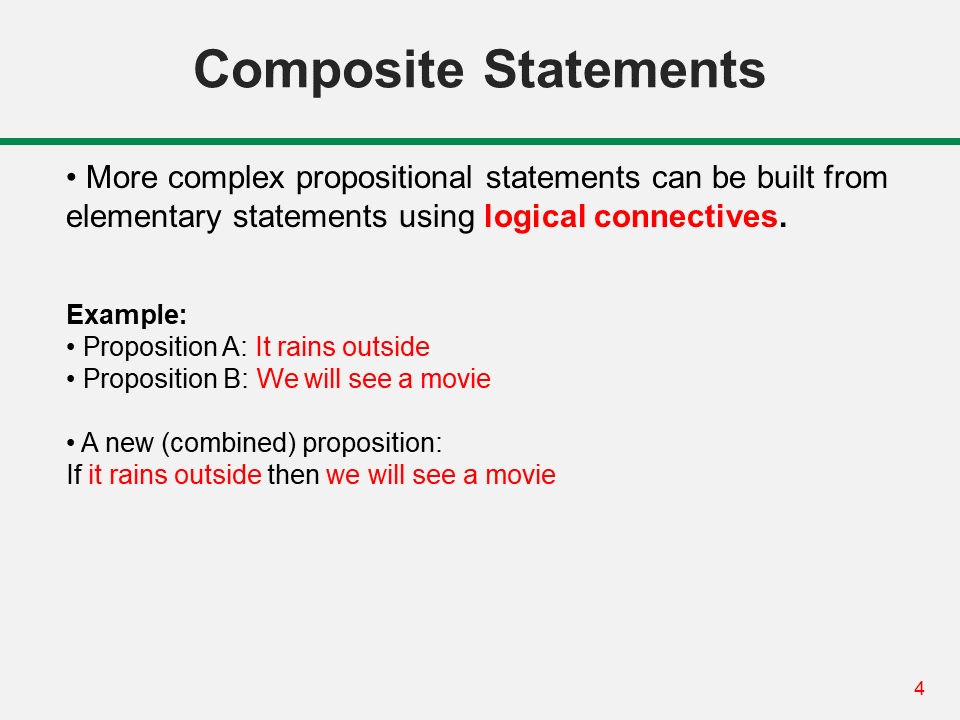 Composite Statements
• More complex propositional statements can be built from
elementary statements using logical connectives.
Example:
• Proposition A: It rains outside
• Proposition B: We will see a movie
• A new (combined) proposition:
If it rains outside then we will see a movie
4